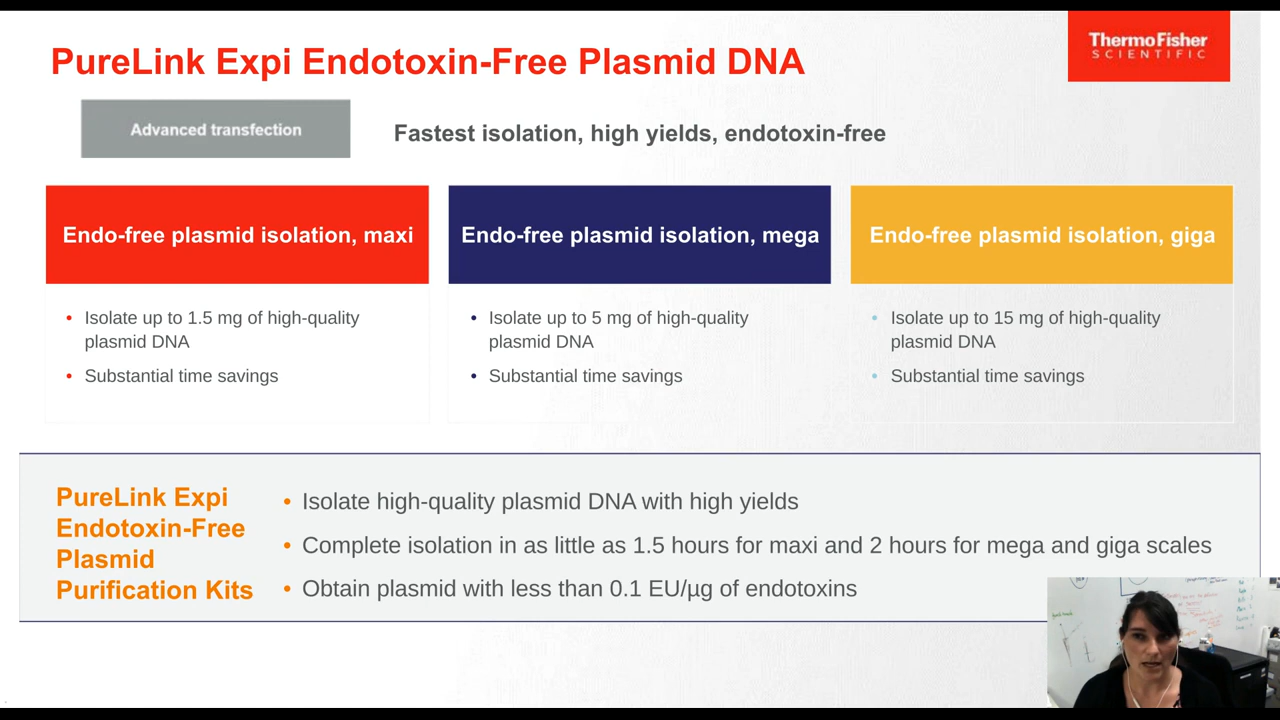 PureLink Expi Endotoxin-Free Plasmid DNA
ThermoFisher
SCIENTIFIC
Advanced transfection
Fastest isolation, high yields, endotoxin-free
Endo-free plasmid isolation, maxi
• Isolate up to 1.5 mg of high-quality
plasmid DNA
• Substantial time savings
Endo-free plasmid isolation, mega
• Isolate up to 5 mg of high-quality
plasmid DNA
• Substantial time savings
Endo-free plasmid isolation, giga
• Isolate up to 15 mg of high-quality
plasmid DNA
• Substantial time savings
PureLink Expi
Endotoxin-Free
Plasmid
Purification Kits
• Isolate high-quality plasmid DNA with high yields
• Complete isolation in as little as 1.5 hours for maxi and 2 hours for mega and giga scales
• Obtain plasmid with less than 0.1 EU/µg of endotoxins